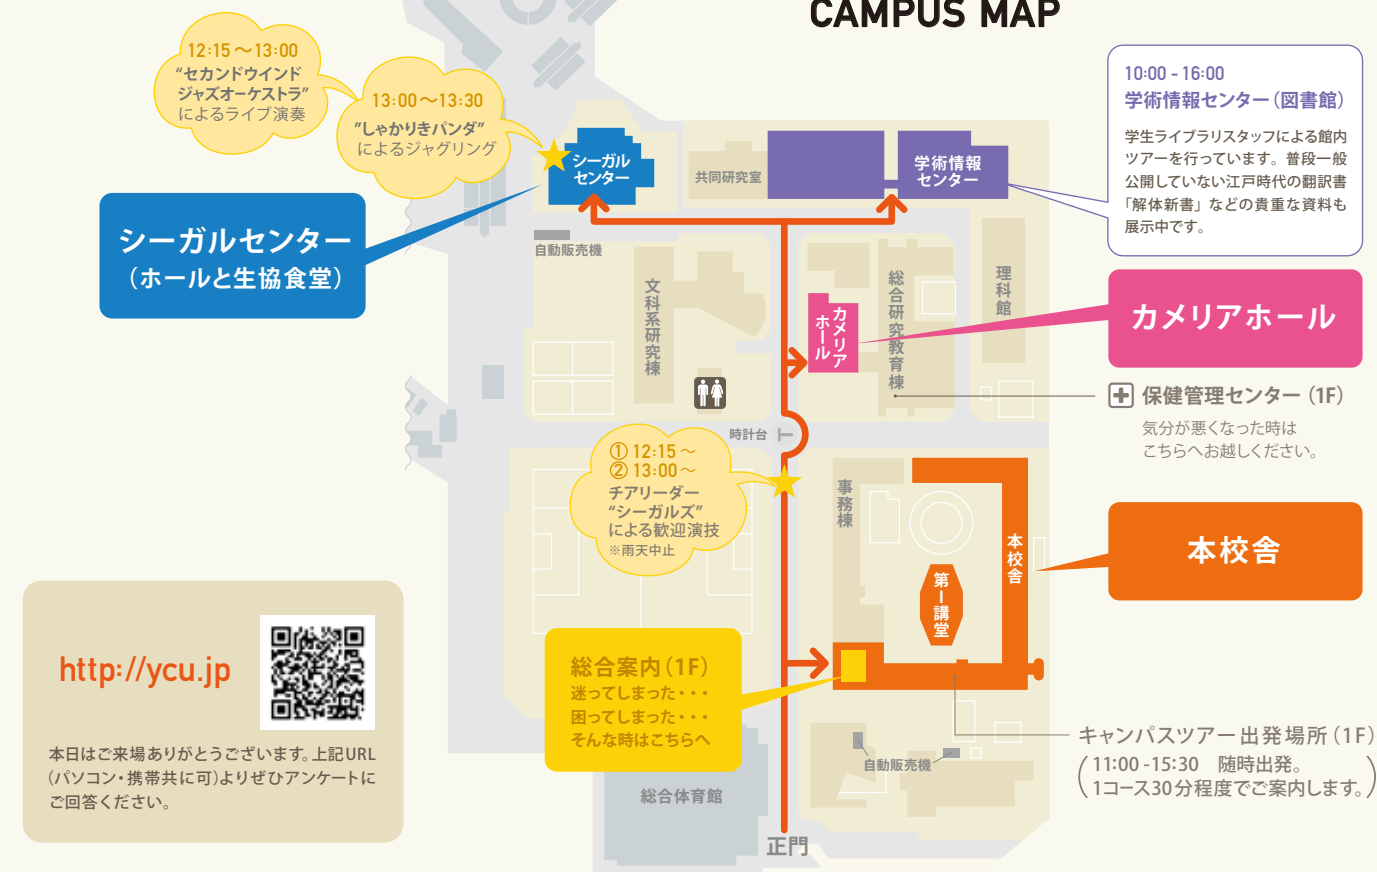 CAMPUS MAP
12:15～13:00
“セカンドウインド
ジャズオーケストラ”
によるライブ演奏
13:00～13:30
”しゃかりきパンダ”
によるジャグリング
シーガル
センター
共同研究室
学術情報
センター
10:00 - 16:00
学術情報センター（図書館）
学生ライブラリスタッフによる館内
ツアーを行っています。普段一般
公開していない江戸時代の翻訳書
「解体新書」などの貴重な資料も
展示中です。
シーガルセンター
（ホールと生協食堂）
自動販売機
文科系研究棟
カメリア
ホール
総合研究教育棟
理科館
カメリアホール
保健管理センター（1F）
気分が悪くなった時は
こちらへお越しください。
時計台
① 12:15～
② 13:00～
チアリーダー
“シーガルズ”
による歓迎演技
※雨天中止
事務棟
本校舎
第一講堂
本校舎
総合案内（1F）
迷ってしまった・・・
困ってしまった・・・
そんな時はこちらへ
http://ycu.jp
本日はご来場ありがとうございます。上記URL
（パソコン・携帯共に可）よりぜひアンケートに
ご回答ください。
キャンパスツアー出発場所（1F）
（11:00 -15:30　随時出発。
1コース30分程度でご案内します。）
自動販売機
総合体育館
正門